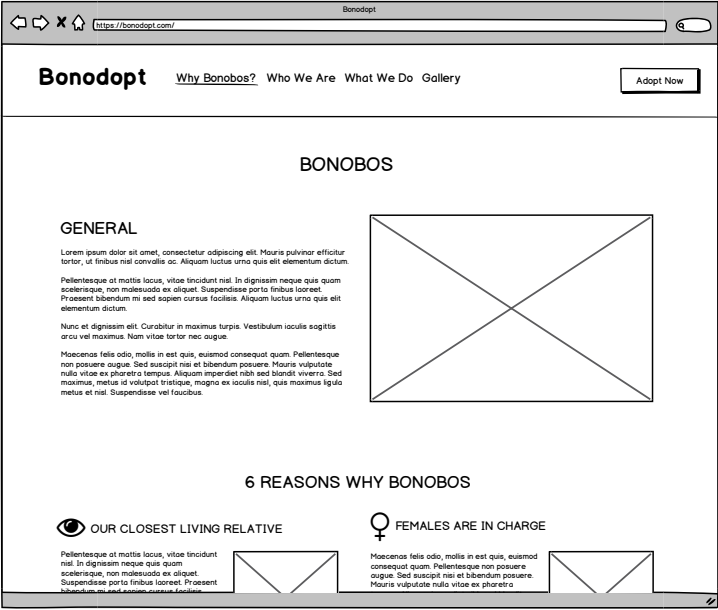 Bonodopt
https://bonodopt.com/
Bonodopt
Why Bonobos? Who We Are What We Do Gallery
Adopt Now
BONOBOS
GENERAL
Lorem ipsum dolor sit amet, consectetur adipiscing elit. Mauris pulvinar efficitur
tortor, ut finibus nisl convallis ac. Aliquam luctus urna quis elit elementum dictum.
Pellentesque at mattis lacus, vitae tincidunt nisl. In dignissim neque quis quam
scelerisque, non malesuada ex aliquet. Suspendisse porta finibus laoreet.
Praesent bibendum mi sed sapien cursus facilisis. Aliquam luctus urna quis elit
elementum dictum.
Nunc et dignissim elit. Curabitur in maximus turpis. Vestibulum iaculis sagittis
arcu vel maximus. Nam vitae tortor nec augue.
Maecenas felis odio, mollis in est quis, euismod consequat quam. Pellentesque
non posuere augue. Sed suscipit nisi et bibendum posuere. Mauris vulputate
nulla vitae ex pharetra tempus. Aliquam imperdiet nibh sed blandit viverra. Sed
maximus, metus id volutpat tristique, magna ex iaculis nisl, quis maximus ligula
metus et nisl. Suspendisse vel faucibus.
6 REASONS WHY BONOBOS
OUR CLOSEST LIVING RELATIVE
Pellentesque at mattis lacus, vitae tincidunt
nisl. In dignissim neque quis quam
scelerisque, non malesuada ex aliquet.
Suspendisse porta finibus laoreet. Praesent
bibendum mi sed sapien cursus facilisis.
FEMALES ARE IN CHARGE
Maecenas felis odio, mollis in est quis, euismod
consequat quam. Pellentesque non posuere
augue. Sed suscipit nisi et bibendum posuere.
Mauris vulputate nulla vitae ex pharetra